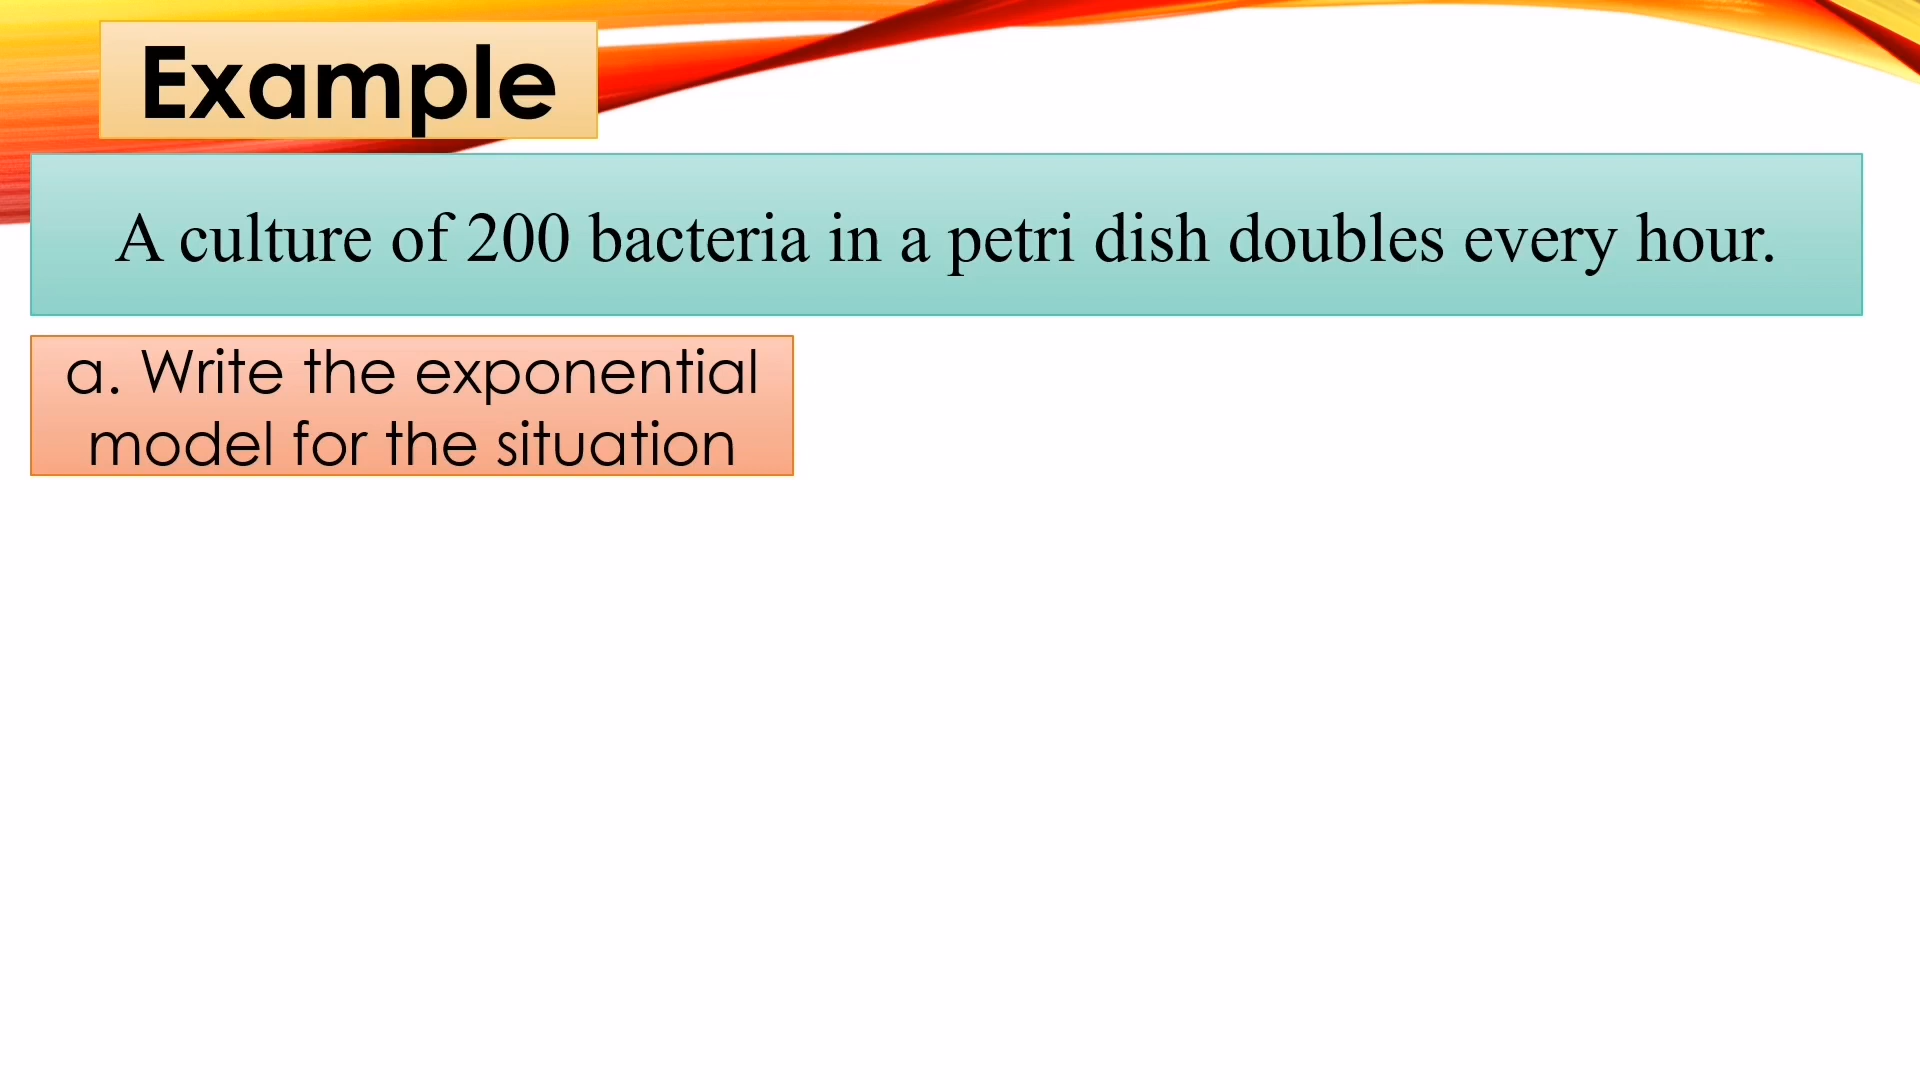 Example
A culture of 200 bacteria in a petri dish doubles every hour.
a. Write the exponential
model for the situation